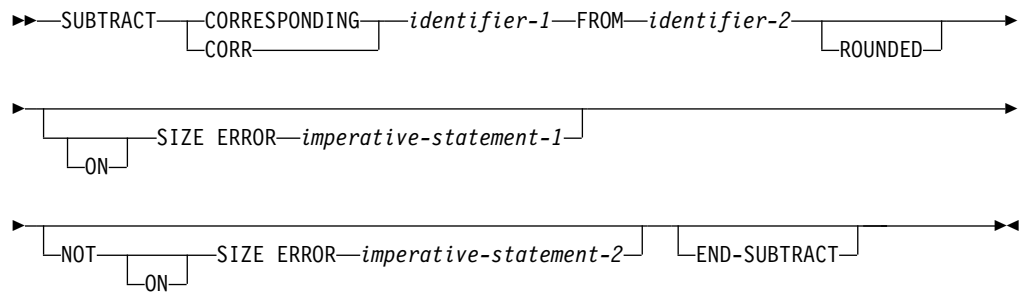 SUBTRACT CORRESPONDING identifier-1 FROM identifier-2
CORR ROUNDED
SIZE ERROR imperative-statement-1
ON
NOT SIZE ERROR imperative-statement-2 END-SUBTRACT
ON